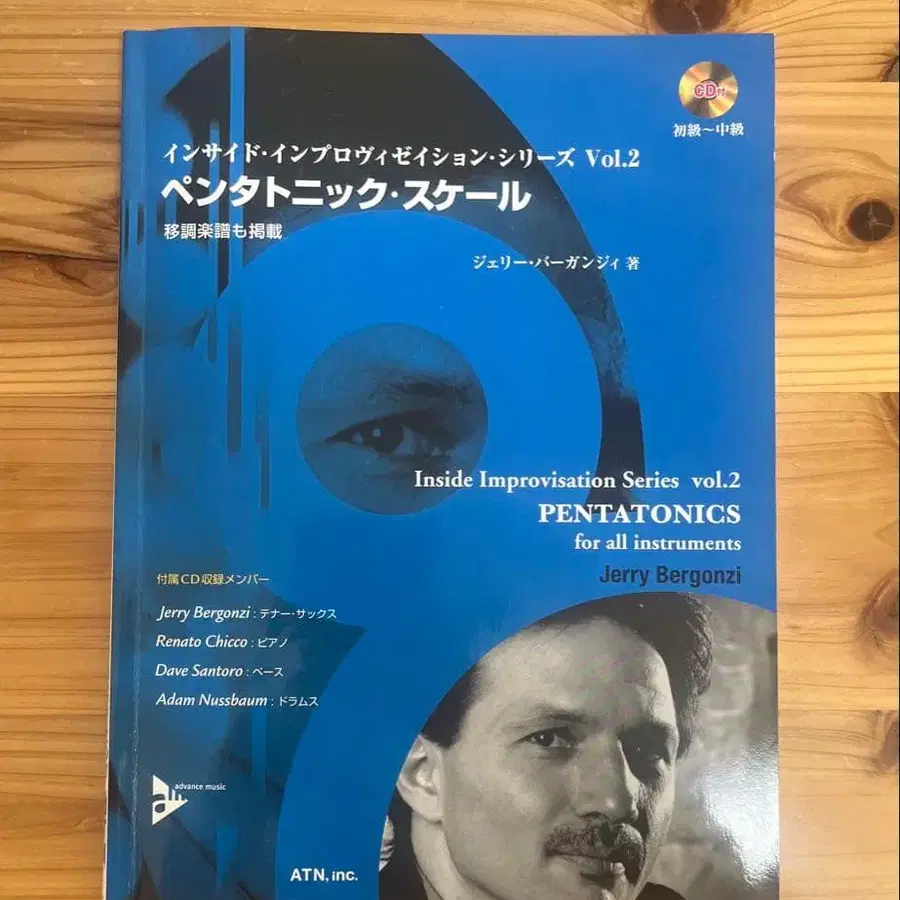 CD付
初級～中級
インサイド・インプロヴィゼイション・シリーズ Vol.2
ペンタトニック・スケール
移調楽譜も掲載
ジェリー・バーガンジィ 著
Inside Improvisation Series vol.2
PENTATONICS
for all instruments
Jerry Bergonzi
付属CD収録メンバー
Jerry Bergonzi : テナー・サックス
Renato Chicco : ピアノ
Dave Santoro : ベース
Adam Nussbaum : ドラムス
advance music
ATN, inc.